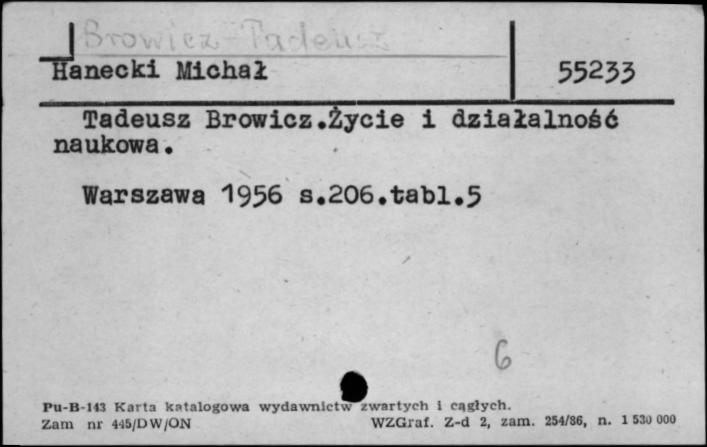 Browicz Tadeusz
Hanecki Michał 55233
Tadeusz Browicz.Życie i działalność
naukowa.
Warszawa 1956 s.206.tabl.5
6
Pu-B-143 Karta katalogowa wydawnictw zwartych i ciągłych.
Zam nr 445/DW/ON WZGraf. Z-d 2, zam. 254/86, n. 1 530 000